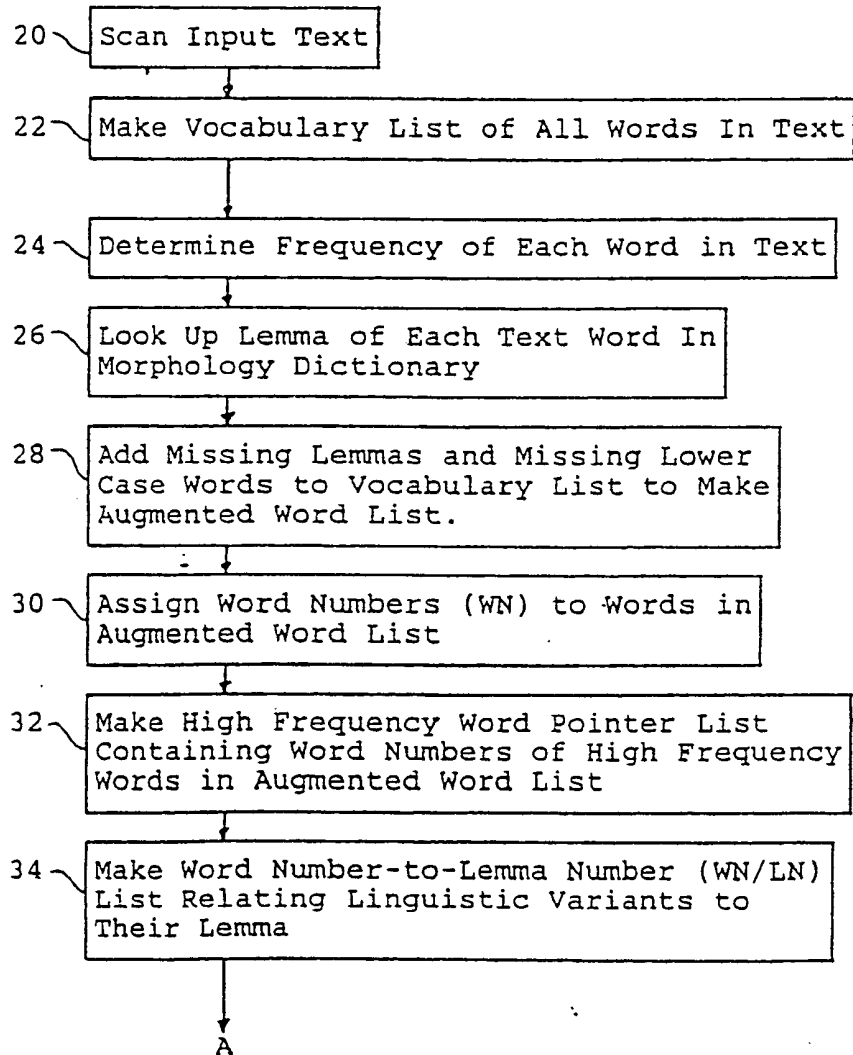 20 Scan Input Text
22 Make Vocabulary List of All Words In Text
24 Determine Frequency of Each Word in Text
26 Look Up Lemma of Each Text Word In
Morphology Dictionary
28 Add Missing Lemmas and Missing Lower
Case Words to Vocabulary List to Make
Augmented Word List.
30 Assign Word Numbers (WN) to Words in
Augmented Word List
32 Make High Frequency Word Pointer List
Containing Word Numbers of High Frequency
Words in Augmented Word List
34 Make Word Number-to-Lemma Number (WN/LN)
List Relating Linguistic Variants to
Their Lemma
A